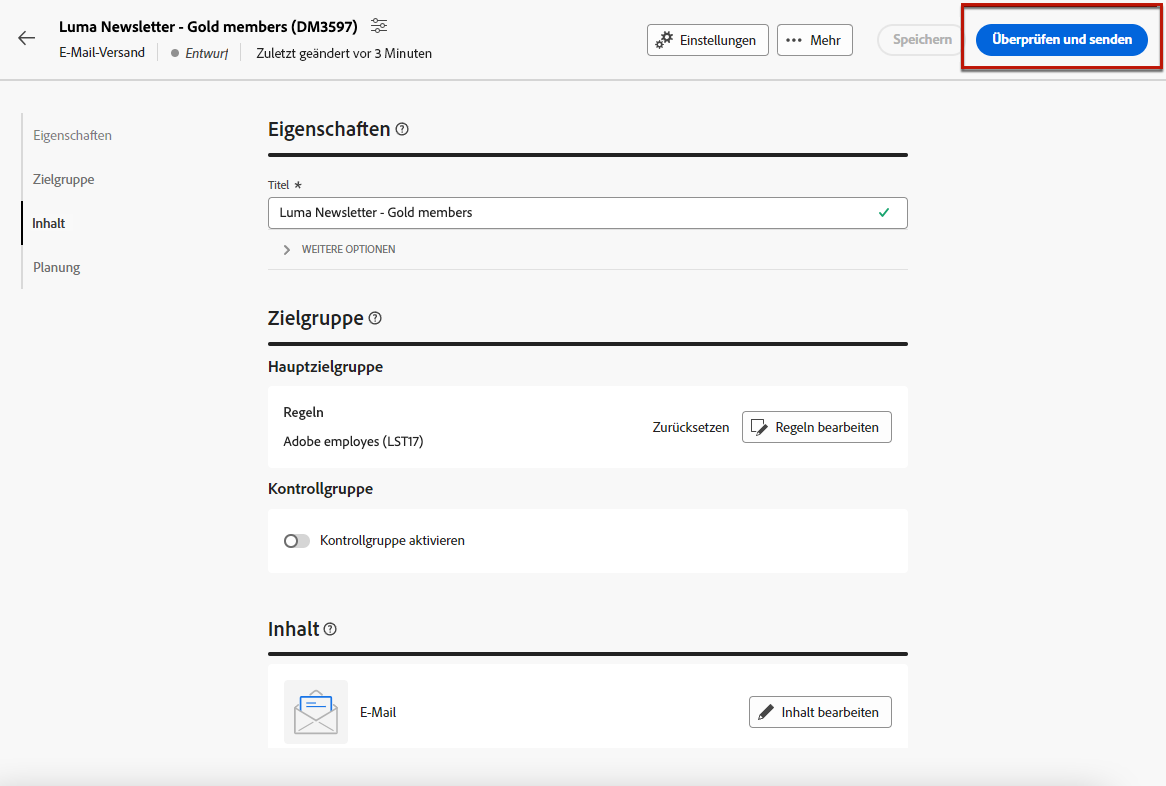 Luma Newsletter - Gold members (DM3597)
E-Mail-Versand Entwurf Zuletzt geändert vor 3 Minuten
Einstellungen
Mehr
Speichern
Überprüfen und senden
Eigenschaften
Zielgruppe
Inhalt
Planung
Eigenschaften
Titel *
Luma Newsletter - Gold members
WEITERE OPTIONEN
Zielgruppe
Hauptzielgruppe
Regeln
Adobe employes (LST17)
Zurücksetzen
Regeln bearbeiten
Kontrollgruppe
Kontrollgruppe aktivieren
Inhalt
E-Mail
Inhalt bearbeiten